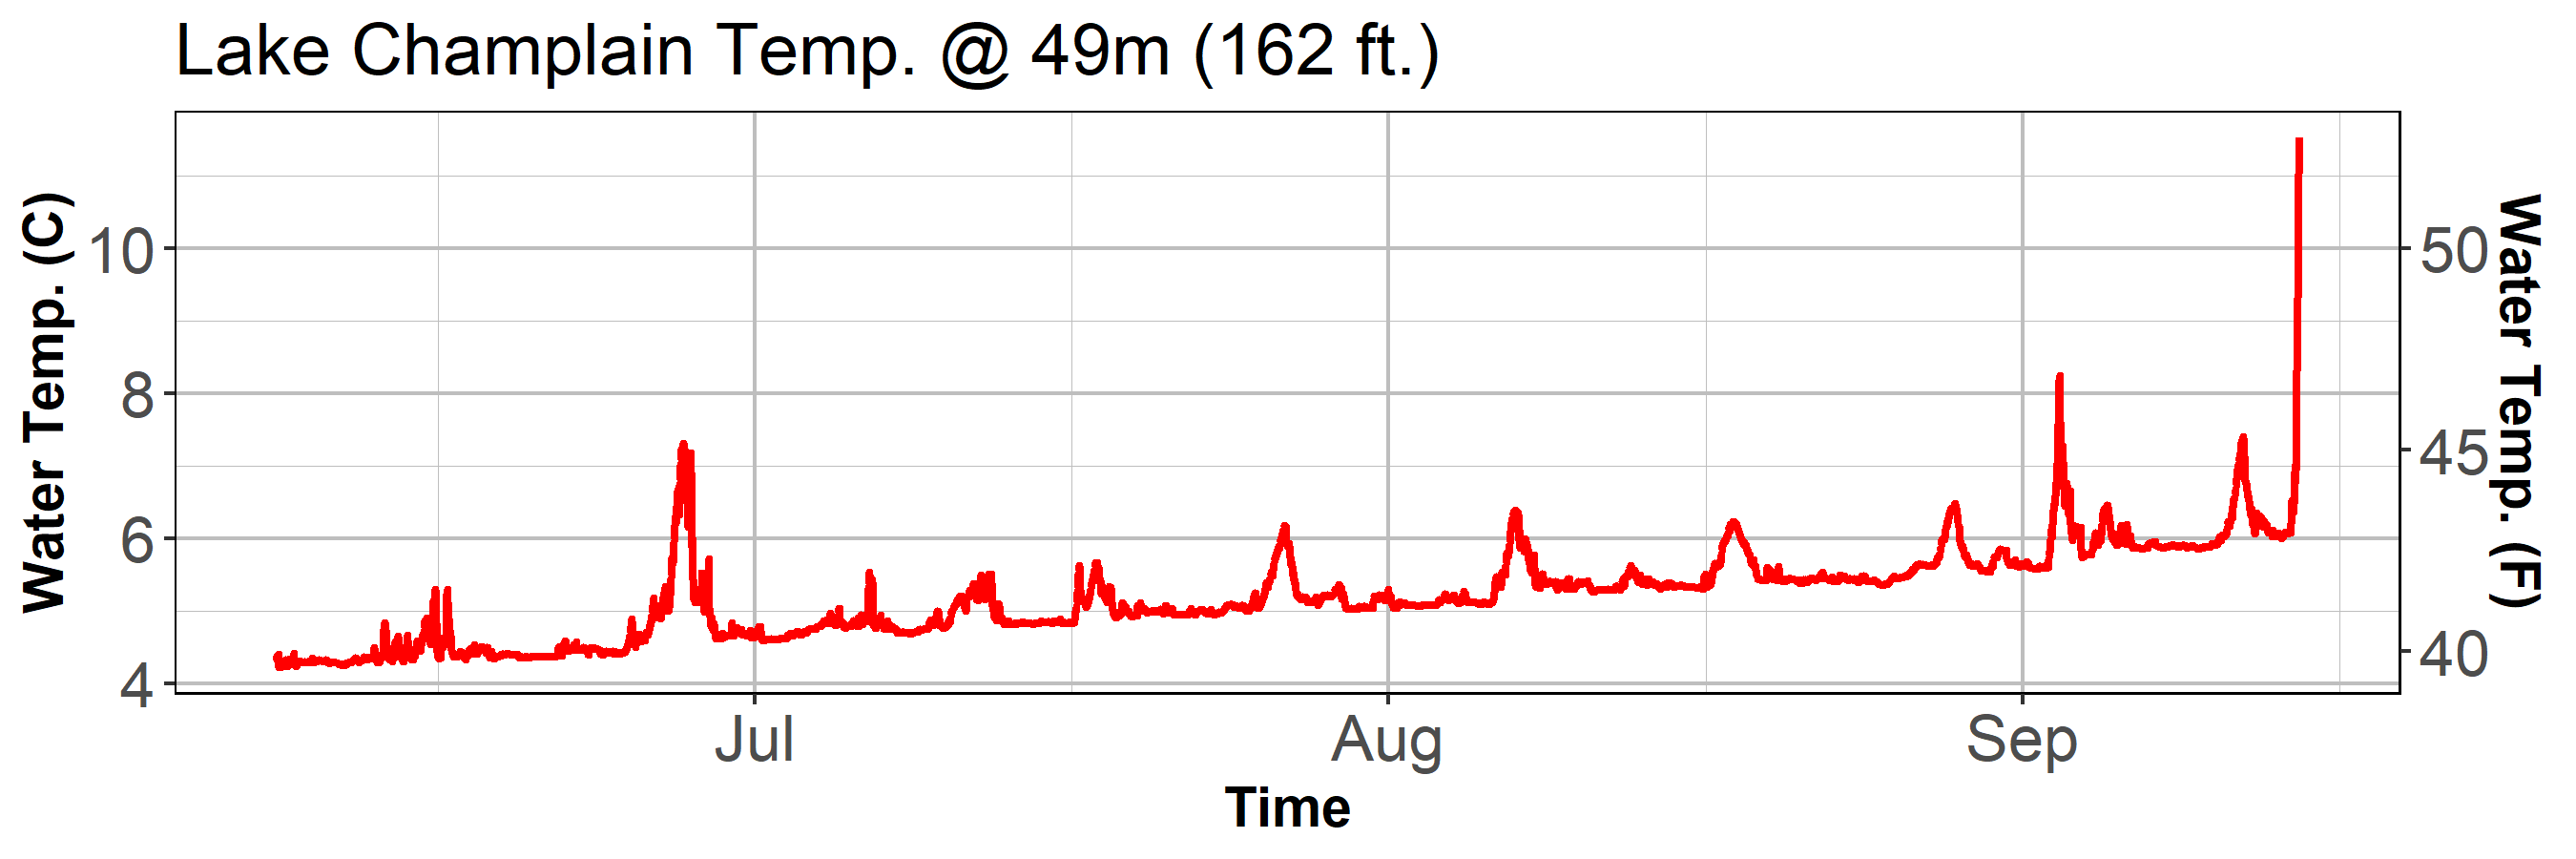 Lake Champlain Temp. @ 49m (162 ft.)
Water Temp. (C)
10
8
6
4
50
45
40
Water Temp. (F)
Jul
Aug
Sep
Time